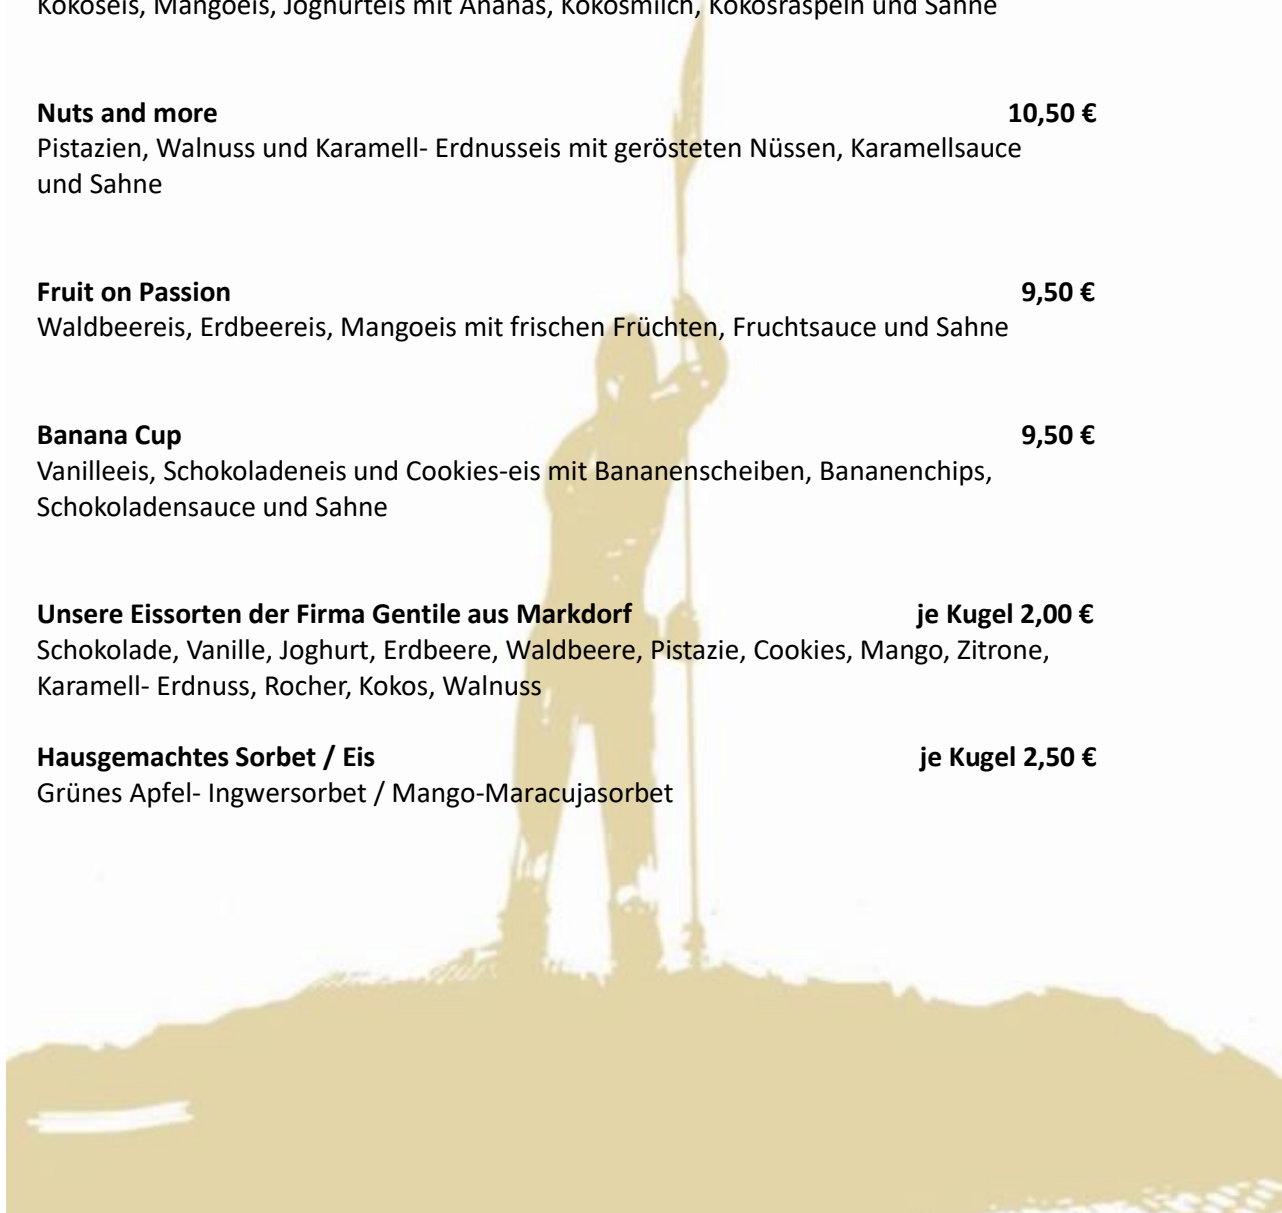 Kokoseis, Mangoeis, Joghurteis mit Ananas, Kokosmilch, Kokosraspeln und Sahne
Nuts and more 10,50 €
Pistazien, Walnuss und Karamell- Erdnusseis mit gerösteten Nüssen, Karamellsauce
und Sahne
Fruit on Passion 9,50 €
Waldbeereis, Erdbeereis, Mangoeis mit frischen Früchten, Fruchtsauce und Sahne
Banana Cup 9,50 €
Vanilleeis, Schokoladeneis und Cookies-eis mit Bananenscheiben, Bananenchips,
Schokoladensauce und Sahne
Unsere Eissorten der Firma Gentile aus Markdorf je Kugel 2,00 €
Schokolade, Vanille, Joghurt, Erdbeere, Waldbeere, Pistazie, Cookies, Mango, Zitrone,
Karamell- Erdnuss, Rocher, Kokos, Walnuss
Hausgemachtes Sorbet / Eis je Kugel 2,50 €
Grünes Apfel- Ingwersorbet / Mango-Maracujasorbet